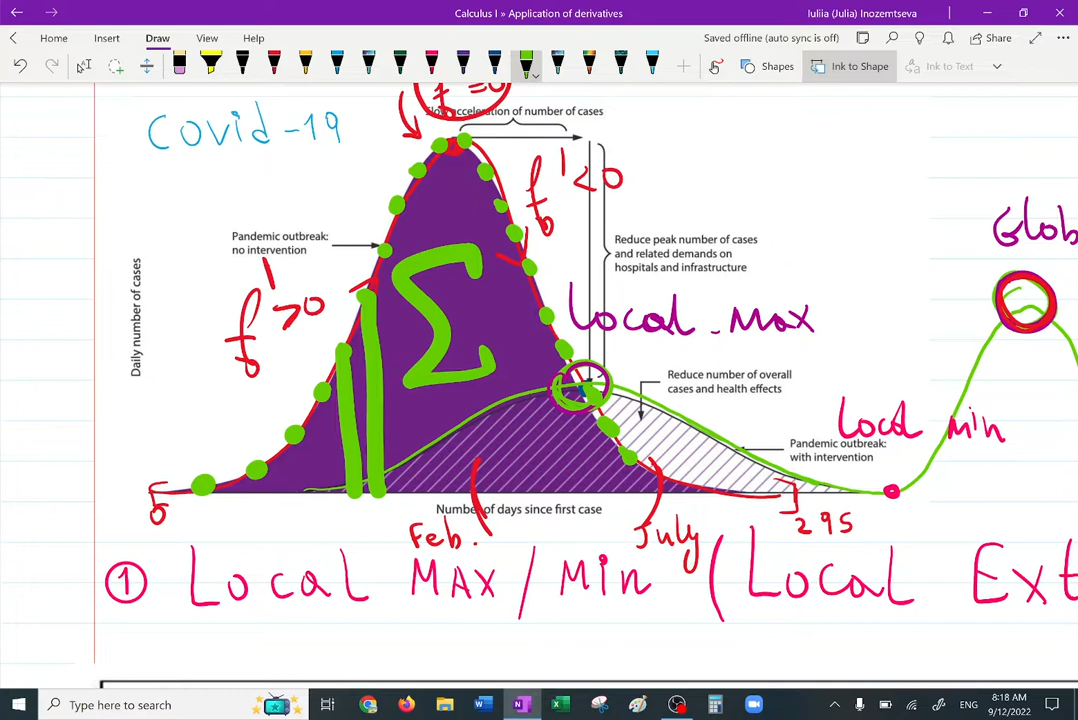 Calculus I » Application of derivatives
Iuliia (Julia) Inozemtseva
Home Insert Draw View Help
Saved offline (auto sync is off)
Share
Shapes
Ink to Shape
Ink to Text
Covid-19
= 0
of number of cases
f' < 0
Pandemic outbreak:
no intervention
f' > 0
Daily number of cases
Σ
Reduce peak number of cases
and related demands on
hospitals and infrastructure
Glob
Local Max
Reduce number of overall
cases and health effects
Local min
Pandemic outbreak:
with intervention
0
Number of days since first case
Feb.
July
295
① Local MAX / Min (Local Ext
Type here to search
ENG
8:18 AM
9/12/2022